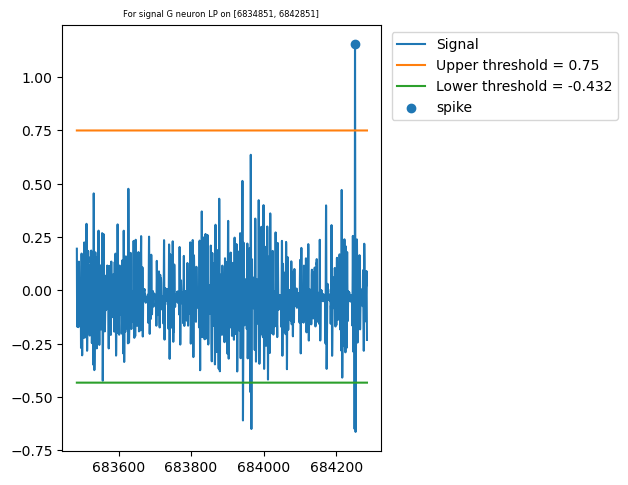 For signal G neuron LP on [6834851, 6842851]
Signal
Upper threshold = 0.75
Lower threshold = -0.432
spike
1.00
0.75
0.50
0.25
0.00
−0.25
−0.50
−0.75
683600 683800 684000 684200